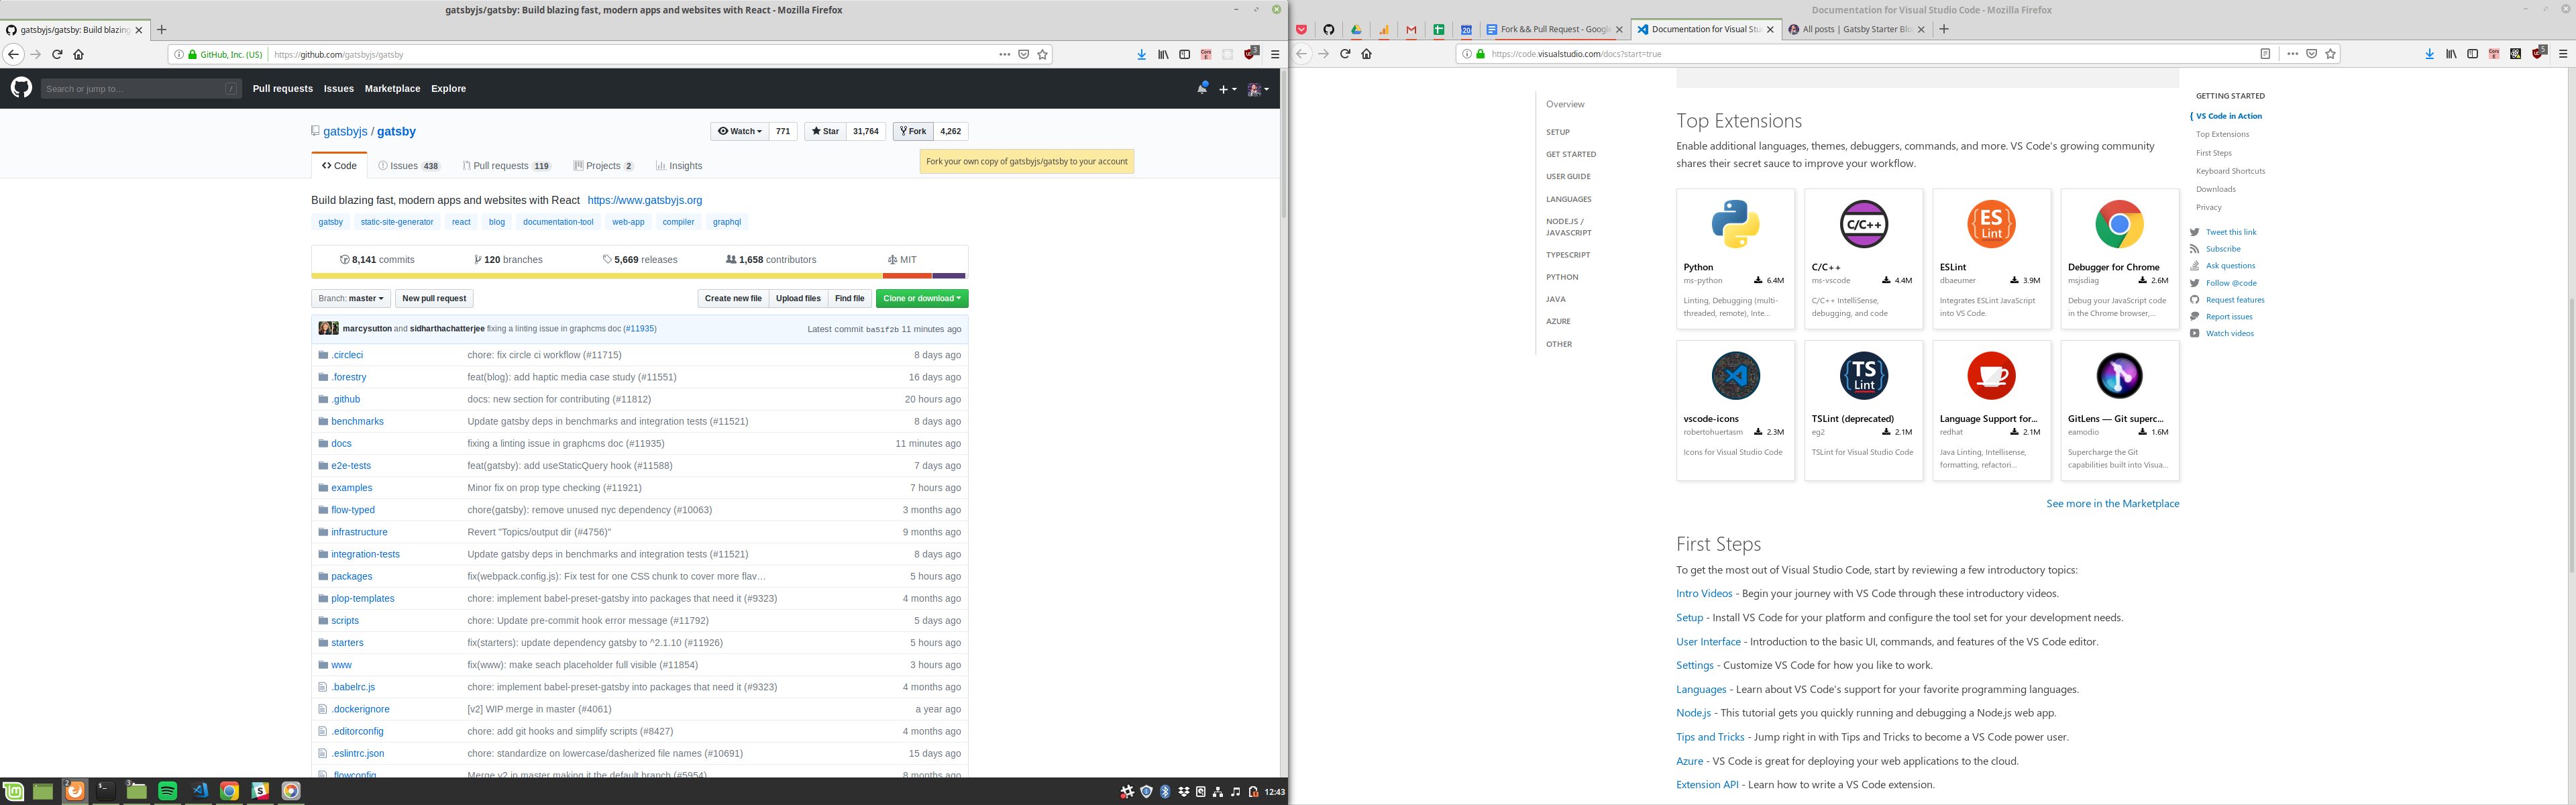 gatsbyjs/gatsby: Build blazing fast, modern apps and websites with React - Mozilla Firefox
gatsbyjs/gatsby: Build blazing
GitHub, Inc. (US) https://github.com/gatsbyjs/gatsby
3
Search or jump to… /
Pull requests Issues Marketplace Explore
gatsbyjs / gatsby
Watch 771 Star 31,764 Fork 4,262
Code Issues 438 Pull requests 119 Projects 2 Insights
Fork your own copy of gatsbyjs/gatsby to your account
Build blazing fast, modern apps and websites with React https://www.gatsbyjs.org
gatsby static-site-generator react blog documentation-tool web-app compiler graphql
8,141 commits 120 branches 5,669 releases 1,658 contributors MIT
Branch: master New pull request Create new file Upload files Find file Clone or download
marcysutton and sidharthachatterjee fixing a linting issue in graphcms doc (#11935) Latest commit ba51f2b 11 minutes ago
.circleci chore: fix circle ci workflow (#11715) 8 days ago
.forestry feat(blog): add haptic media case study (#11551) 16 days ago
.github docs: new section for contributing (#11812) 20 hours ago
benchmarks Update gatsby deps in benchmarks and integration tests (#11521) 8 days ago
docs fixing a linting issue in graphcms doc (#11935) 11 minutes ago
e2e-tests feat(gatsby): add useStaticQuery hook (#11588) 7 days ago
examples Minor fix on prop type checking (#11921) 7 hours ago
flow-typed chore(gatsby): remove unused nyc dependency (#10063) 3 months ago
infrastructure Revert "Topics/output dir (#4756)" 9 months ago
integration-tests Update gatsby deps in benchmarks and integration tests (#11521) 8 days ago
packages fix(webpack.config.js): Fix test for one CSS chunk to cover more flav… 5 hours ago
plop-templates chore: implement babel-preset-gatsby into packages that need it (#9323) 4 months ago
scripts chore: Update pre-commit hook error message (#11792) 5 days ago
starters fix(starters): update dependency gatsby to ^2.1.10 (#11926) 5 hours ago
www fix(www): make seach placeholder full visible (#11854) 3 hours ago
.babelrc.js chore: implement babel-preset-gatsby into packages that need it (#9323) 4 months ago
.dockerignore [v2] WIP merge in master (#4061) a year ago
.editorconfig chore: add git hooks and simplify scripts (#8427) 4 months ago
.eslintrc.json chore: standardize on lowercase/dasherized file names (#10691) 15 days ago
.flowconfig Merge v2 in master making it the default branch (#5954) 8 months ago
2 3 12:43
Documentation for Visual Studio Code - Mozilla Firefox
20 Fork && Pull Request - Google Documentation for Visual Stu All posts | Gatsby Starter Blo
https://code.visualstudio.com/docs?start=true
5
Overview
SETUP
GET STARTED
USER GUIDE
LANGUAGES
NODE.JS /
JAVASCRIPT
TYPESCRIPT
PYTHON
JAVA
AZURE
OTHER
Top Extensions
Enable additional languages, themes, debuggers, commands, and more. VS Code's growing community
shares their secret sauce to improve your workflow.
C/C++ ES Lint
Python C/C++ ESLint Debugger for Chrome
ms-python 6.4M ms-vscode 4.4M dbaeumer 3.9M msjsdiag 2.6M
Linting, Debugging (multi- C/C++ IntelliSense, Integrates ESLint JavaScript Debug your JavaScript code
threaded, remote), Inte... debugging, and code into VS Code. in the Chrome browser,...
TS Lint
vscode-icons TSLint (deprecated) Language Support for... GitLens — Git superc...
robertohuertasm 2.3M eg2 2.1M redhat 2.1M eamodio 1.6M
Icons for Visual Studio Code TSLint for Visual Studio Code Java Linting, Intellisense, Supercharge the Git
formatting, refactori... capabilities built into Visua...
See more in the Marketplace
First Steps
To get the most out of Visual Studio Code, start by reviewing a few introductory topics:
Intro Videos - Begin your journey with VS Code through these introductory videos.
Setup - Install VS Code for your platform and configure the tool set for your development needs.
User Interface - Introduction to the basic UI, commands, and features of the VS Code editor.
Settings - Customize VS Code for how you like to work.
Languages - Learn about VS Code's support for your favorite programming languages.
Node.js - This tutorial gets you quickly running and debugging a Node.js web app.
Tips and Tricks - Jump right in with Tips and Tricks to become a VS Code power user.
Azure - VS Code is great for deploying your web applications to the cloud.
Extension API - Learn how to write a VS Code extension.
GETTING STARTED
VS Code in Action
Top Extensions
First Steps
Keyboard Shortcuts
Downloads
Privacy
Tweet this link
Subscribe
Ask questions
Follow @code
Request features
Report issues
Watch videos